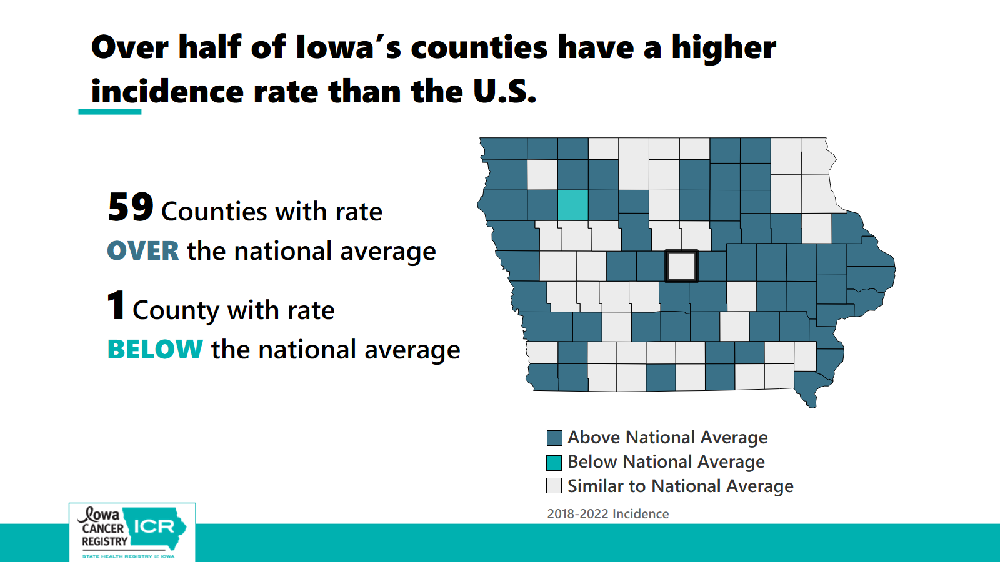 Over half of Iowa’s counties have a higher
incidence rate than the U.S.
59 Counties with rate
OVER the national average
1 County with rate
BELOW the national average
Above National Average
Below National Average
Similar to National Average
2018-2022 Incidence
Iowa
CANCER
REGISTRY
ICR
STATE HEALTH REGISTRY OF IOWA